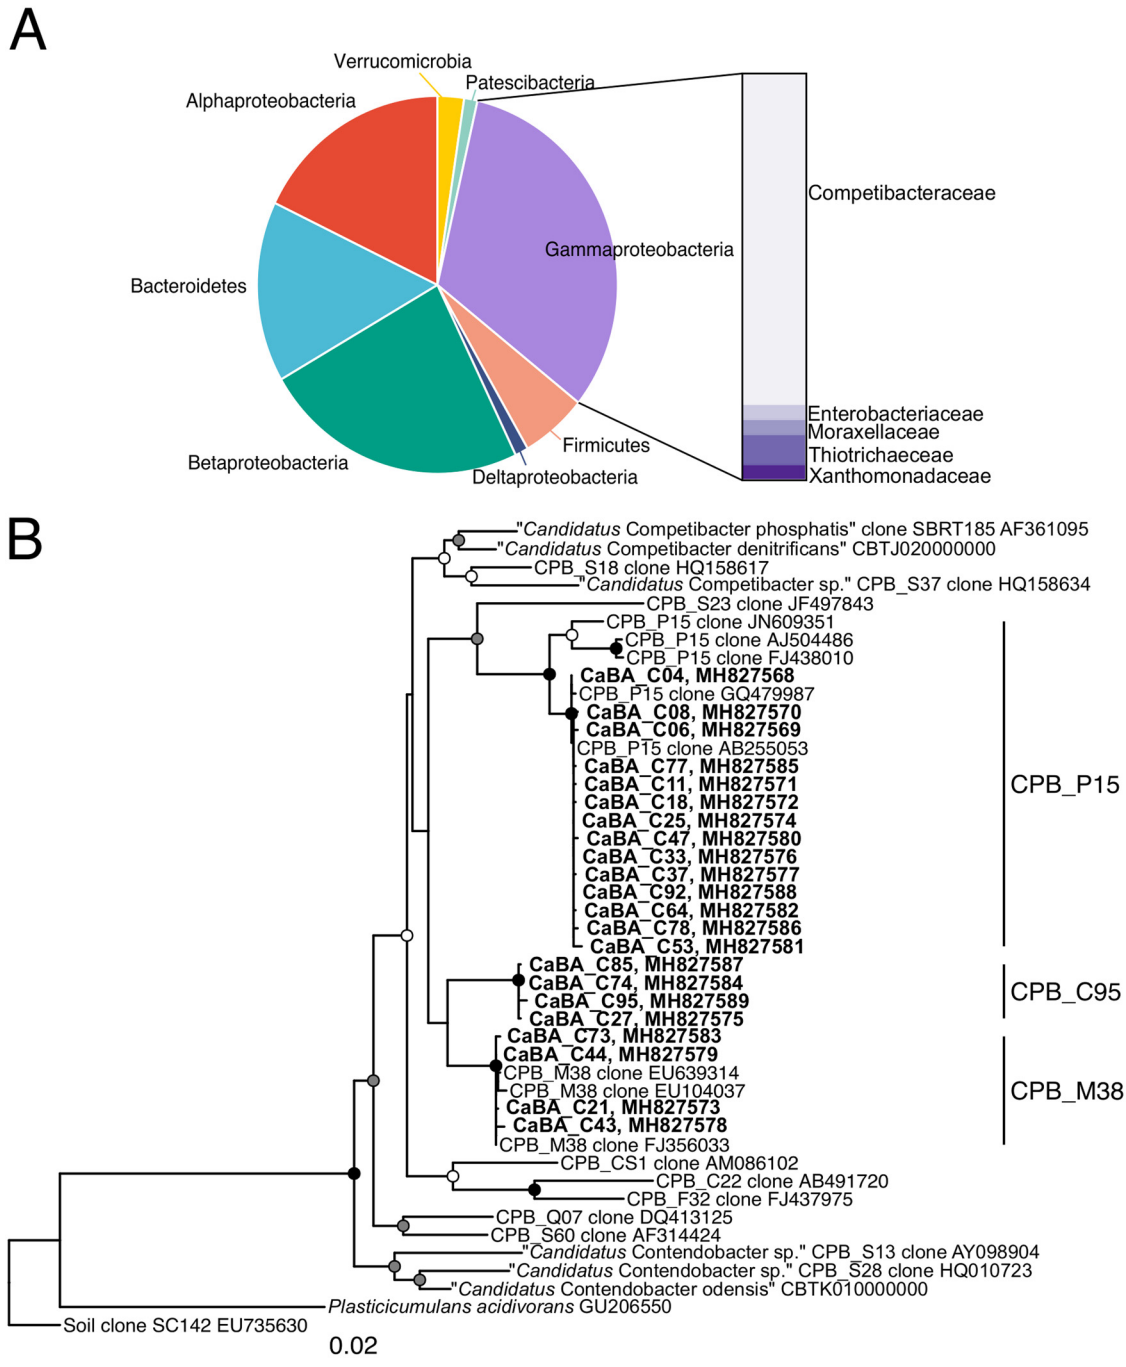 A
Verrucomicrobia
Patescibacteria
Alphaproteobacteria
Competibacteraceae
Gammaproteobacteria
Bacteroidetes
Enterobacteriaceae
Moraxellaceae
Firmicutes
Thiotrichaeceae
Betaproteobacteria
Deltaproteobacteria
Xanthomonadaceae
B
"Candidatus Competibacter phosphatis" clone SBRT185 AF361095
"Candidatus Competibacter denitrificans" CBTJ020000000
CPB_S18 clone HQ158617
"Candidatus Competibacter sp." CPB_S37 clone HQ158634
CPB_S23 clone JF497843
CPB_P15 clone JN609351
CPB_P15 clone AJ504486
CPB_P15 clone FJ438010
CaBA_C04, MH827568
CPB_P15 clone GQ479987
CaBA_C08, MH827570
CaBA_C06, MH827569
CPB_P15 clone AB255053
CaBA_C77, MH827585
CaBA_C11, MH827571
CPB_P15
CaBA_C18, MH827572
CaBA_C25, MH827574
CaBA_C47, MH827580
CaBA_C33, MH827576
CaBA_C37, MH827577
CaBA_C92, MH827588
CaBA_C64, MH827582
CaBA_C78, MH827586
CaBA_C53, MH827581
CaBA_C85, MH827587
CaBA_C74, MH827584
CPB_C95
CaBA_C95, MH827589
CaBA_C27, MH827575
CaBA_C73, MH827583
CaBA_C44, MH827579
CPB_M38 clone EU639314
CPB_M38 clone EU104037
CPB_M38
CaBA_C21, MH827573
CaBA_C43, MH827578
CPB_M38 clone FJ356033
CPB_CS1 clone AM086102
CPB_C22 clone AB491720
CPB_F32 clone FJ437975
CPB_Q07 clone DQ413125
CPB_S60 clone AF314424
"Candidatus Contendobacter sp." CPB_S13 clone AY098904
"Candidatus Contendobacter sp." CPB_S28 clone HQ010723
"Candidatus Contendobacter odensis" CBTK010000000
Plasticicumulans acidivorans GU206550
Soil clone SC142 EU735630
0.02